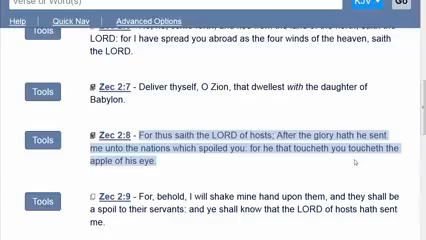 Verse or Word(s)
KJV
Go
Help
Quick Nav
Advanced Options
Tools
LORD: for I have spread you abroad as the four winds of the heaven, saith
the LORD.
Tools
Zec 2:7 - Deliver thyself, O Zion, that dwellest with the daughter of
Babylon.
Tools
Zec 2:8 - For thus saith the LORD of hosts; After the glory hath he sent
me unto the nations which spoiled you: for he that toucheth you toucheth the
apple of his eye.
Tools
Zec 2:9 - For, behold, I will shake mine hand upon them, and they shall be
a spoil to their servants: and ye shall know that the LORD of hosts hath sent
me.